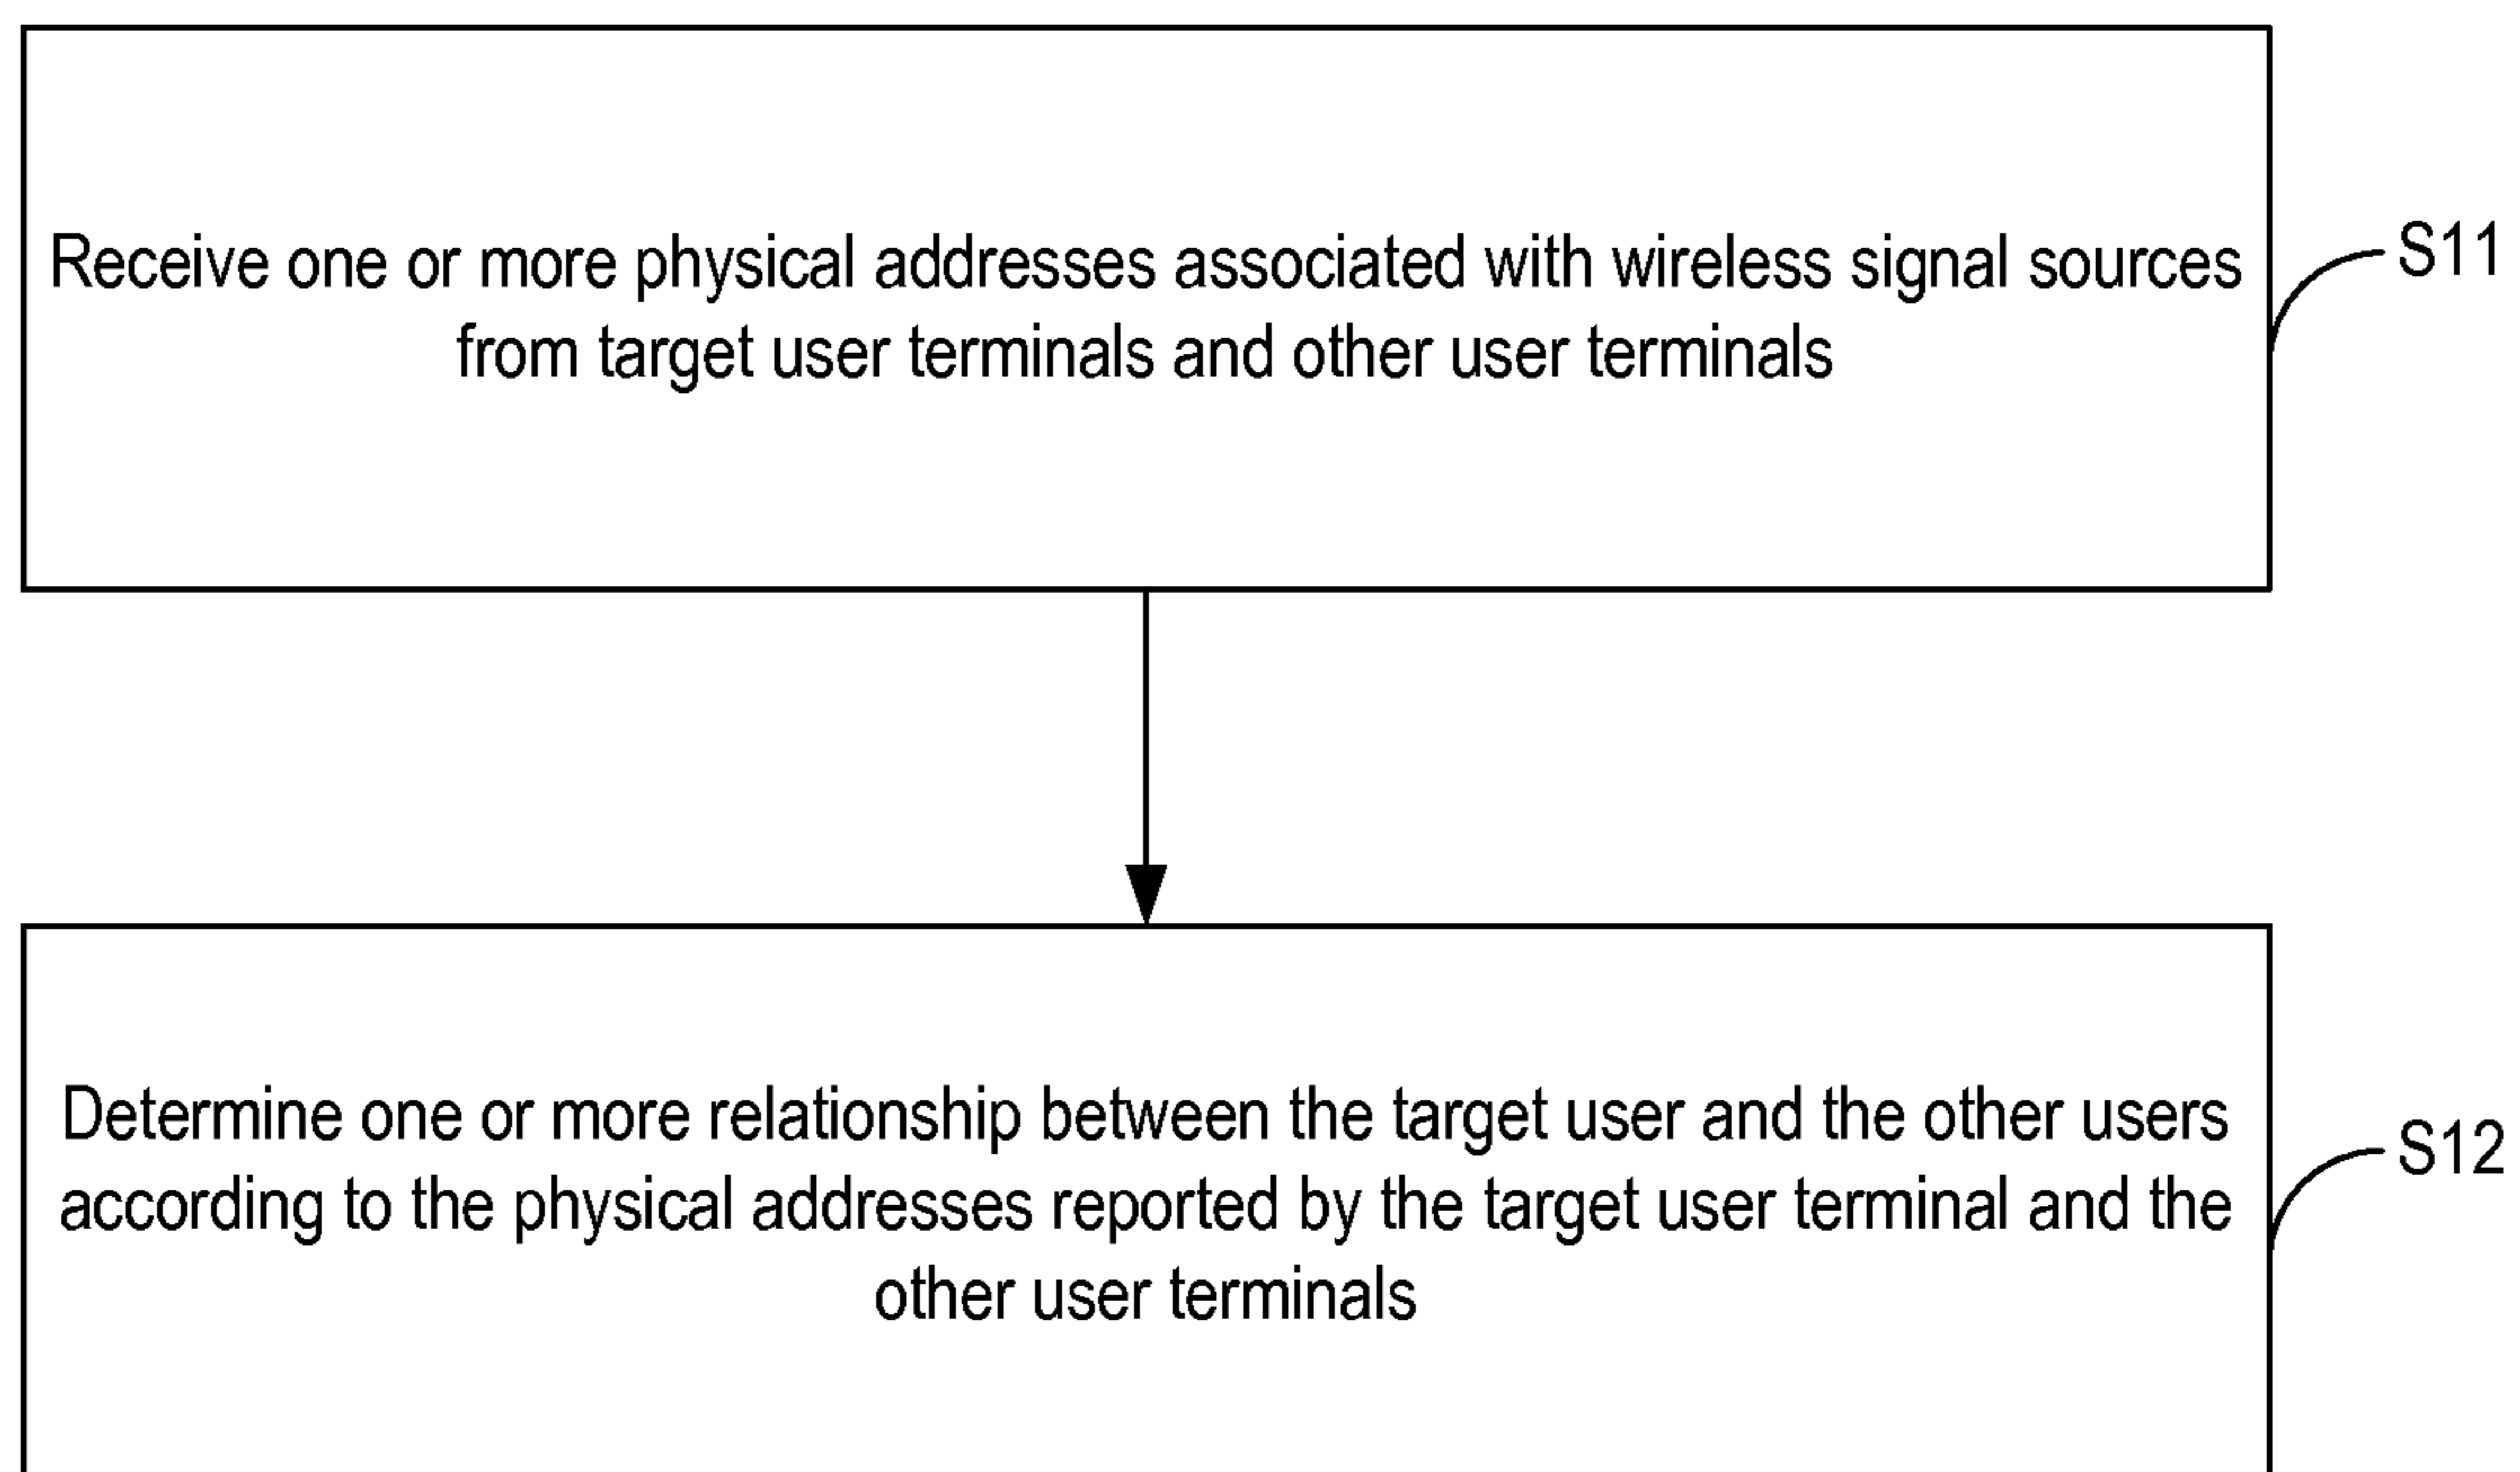 Receive one or more physical addresses associated with wireless signal sources
from target user terminals and other user terminals
S11
Determine one or more relationship between the target user and the other users
according to the physical addresses reported by the target user terminal and the
other user terminals
S12